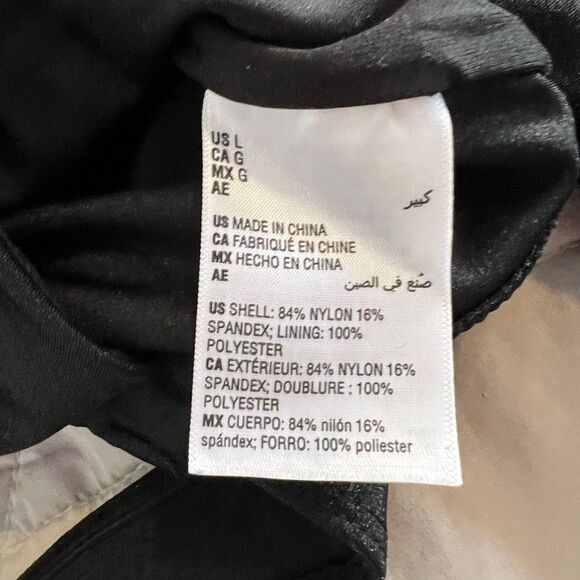 US L
CA G
MX G
AE كبير
US MADE IN CHINA
CA FABRIQUÉ EN CHINE
MX HECHO EN CHINA
AE صُنع في الصين
US SHELL: 84% NYLON 16%
SPANDEX; LINING: 100%
POLYESTER
CA EXTÉRIEUR: 84% NYLON 16%
SPANDEX; DOUBLURE : 100%
POLYESTER
MX CUERPO: 84% nilón 16%
spándex; FORRO: 100% poliester